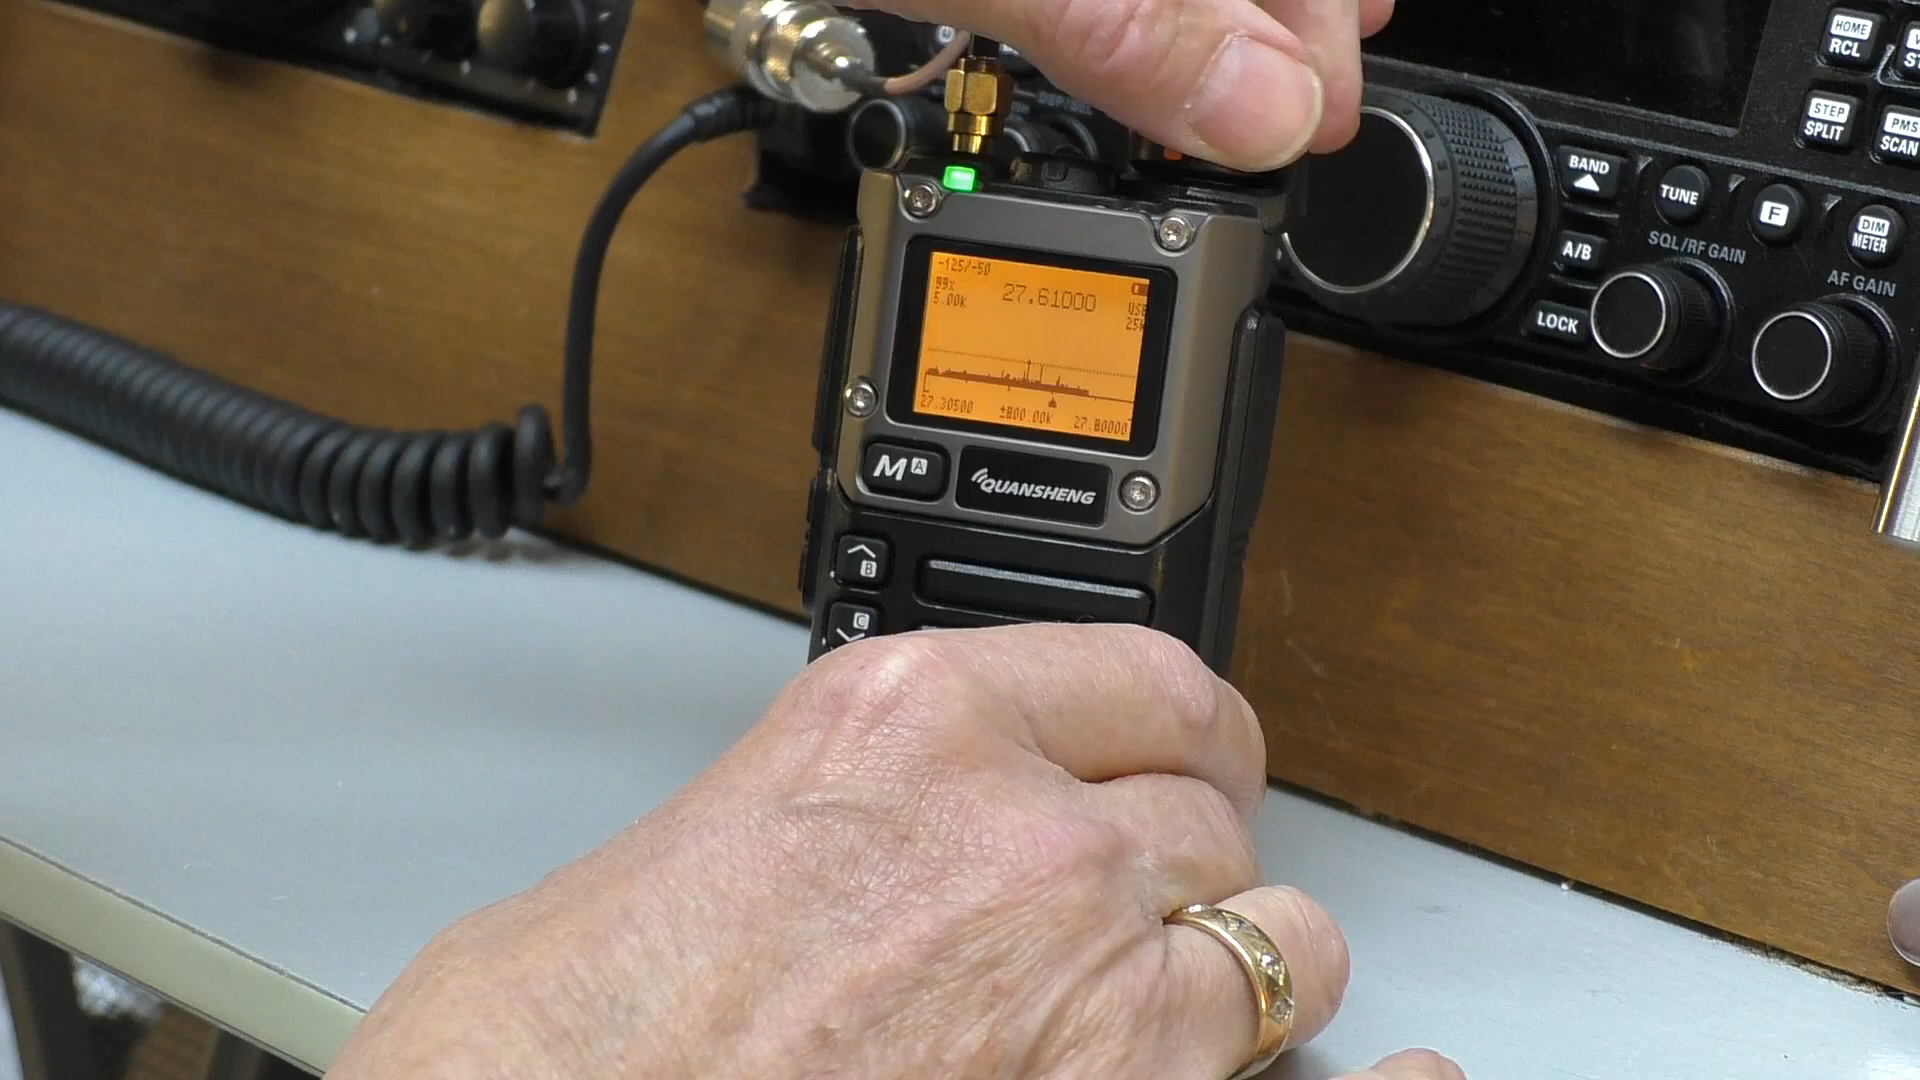 HOME
RCL
STEP
SPLIT
PMS
SCAN
BAND
TUNE
F
DIM
METER
A/B
SQL/RF GAIN
AF GAIN
LOCK
-125/-50
99x
5.00k
27.61000
USB
25k
27.30500
±800.00k
27.80000
M A
QUANSHENG
B
C